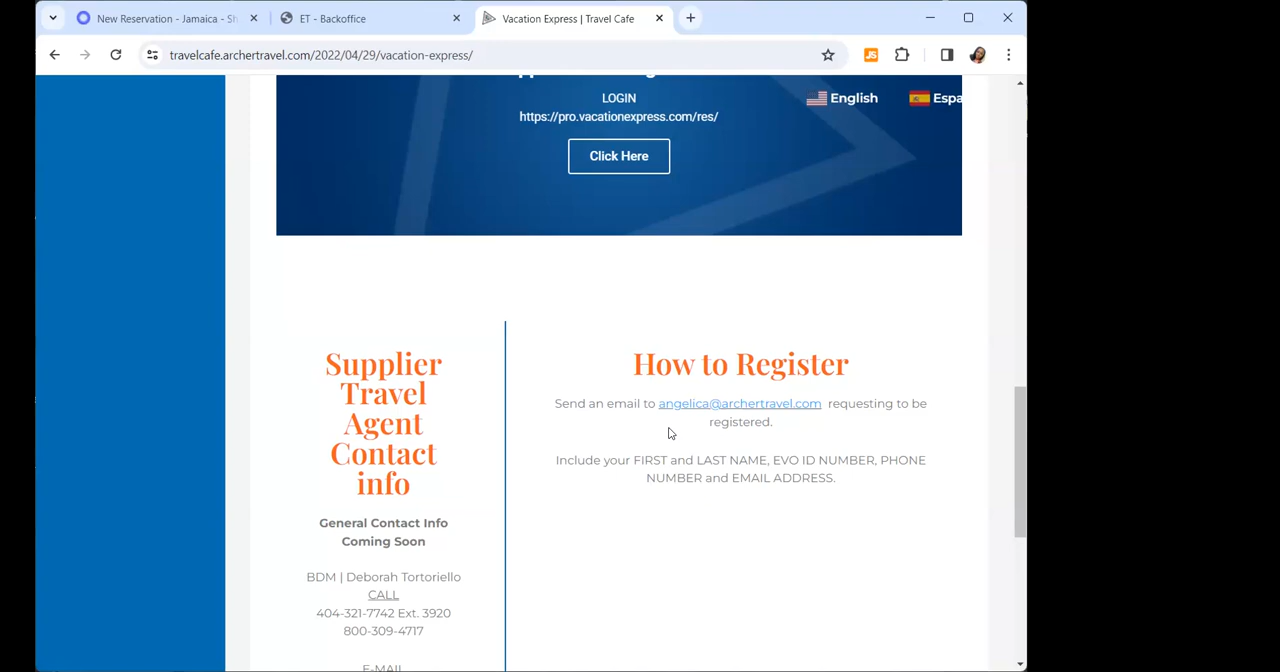 New Reservation - Jamaica - Sh
ET - Backoffice
Vacation Express | Travel Cafe
travelcafe.archertravel.com/2022/04/29/vacation-express/
JS
LOGIN
English
Espa
https://pro.vacationexpress.com/res/
Click Here
Supplier
Travel
Agent
Contact
info
General Contact Info
Coming Soon
BDM | Deborah Tortoriello
CALL
404-321-7742 Ext. 3920
800-309-4717
E-MAIL
How to Register
Send an email to angelica@archertravel.com requesting to be
registered.
Include your FIRST and LAST NAME, EVO ID NUMBER, PHONE
NUMBER and EMAIL ADDRESS.